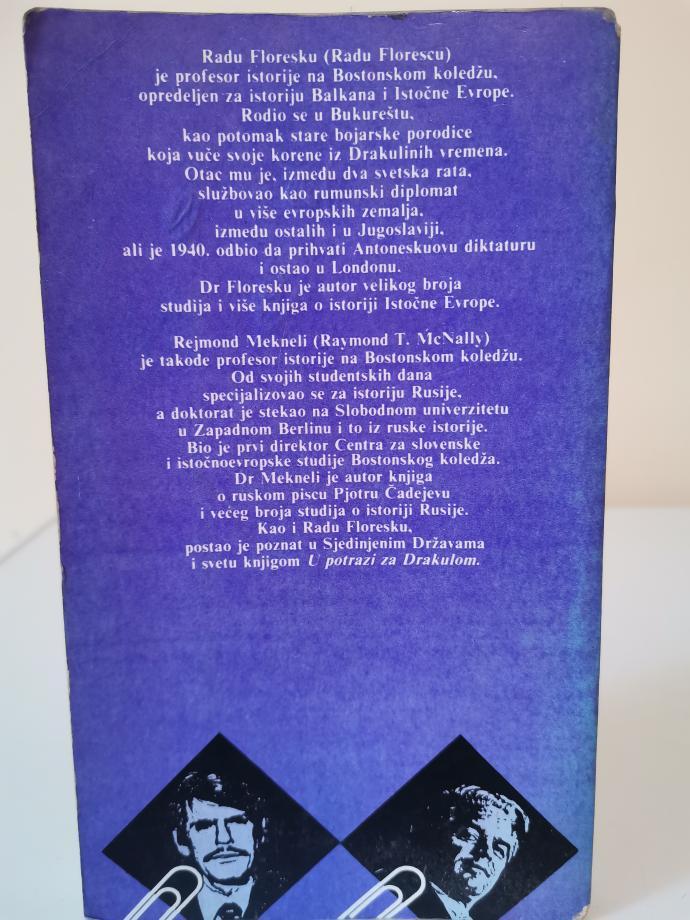 Radu Floresku (Radu Florescu)
je profesor istorije na Bostonskom koledžu,
opredeljen za istoriju Balkana i Istočne Evrope.
Rodio se u Bukureštu,
kao potomak stare bojarske porodice
koja vuče svoje korene iz Drakulinih vremena.
Otac mu je, između dva svetska rata,
službovao kao rumunski diplomat
u više evropskih zemalja,
između ostalih i u Jugoslaviji,
ali je 1940. odbio da prihvati Antoneskuovu diktaturu
i ostao u Londonu.
Dr Floresku je autor velikog broja
studija i više knjiga o istoriji Istočne Evrope.
Rejmond Mekneli (Raymond T. McNally)
je takođe profesor istorije na Bostonskom koledžu.
Od svojih studentskih dana
specijalizovao se za istoriju Rusije,
a doktorat je stekao na Slobodnom univerzitetu
u Zapadnom Berlinu i to iz ruske istorije.
Bio je prvi direktor Centra za slovenske
i istočnoevropske studije Bostonskog koledža.
Dr Mekneli je autor knjiga
o ruskom piscu Pjotru Čadejevu
i većeg broja studija o istoriji Rusije.
Kao i Radu Floresku,
postao je poznat u Sjedinjenim Državama
i svetu knjigom U potrazi za Drakulom.